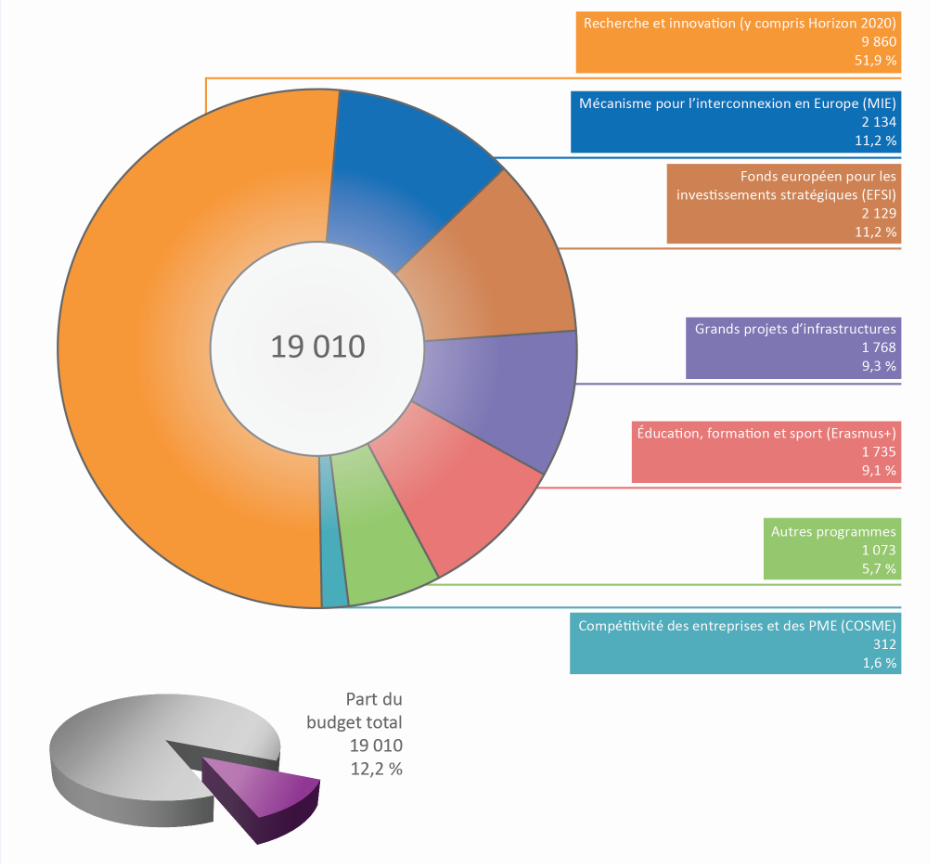 Recherche et innovation (y compris Horizon 2020)
9 860
51,9 %
Mécanisme pour l’interconnexion en Europe (MIE)
2 134
11,2 %
Fonds européen pour les
investissements stratégiques (EFSI)
2 129
11,2 %
19 010
Grands projets d’infrastructures
1 768
9,3 %
Éducation, formation et sport (Erasmus+)
1 735
9,1 %
Autres programmes
1 073
5,7 %
Compétitivité des entreprises et des PME (COSME)
312
1,6 %
Part du
budget total
19 010
12,2 %